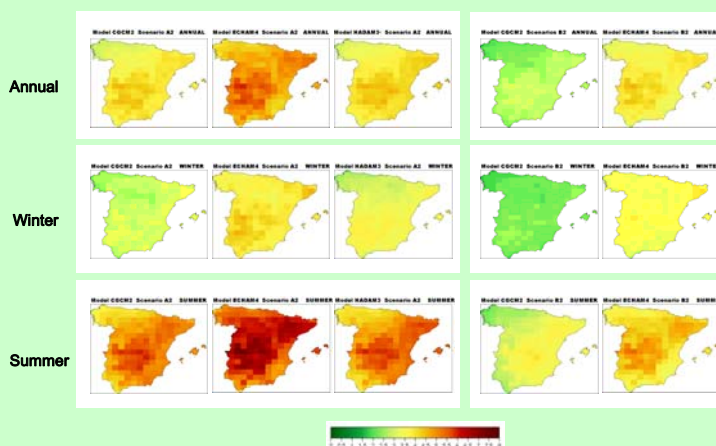 Model CGCM2 Scenario A2 ANNUAL
Model ECHAM4 Scenario A2 ANNUAL
Model HADAM3 Scenario A2 ANNUAL
Model CGCM2 Scenarios B2 ANNUAL
Model ECHAM4 Scenario B2 ANNUA
Annual
Model CGCM2 Scenario A2 WINTER
Model ECHAM4 Scenario A2 WINTER
Model HADAM3 Scenario A2 WINTER
Model CGCM2 Scenario B2 WINTER
Model ECHAM4 Scenario B2 WINTE
Winter
Model CGCM2 Scenario A2 SUMMER
Model ECHAM4 Scenario A2 SUMMER
Model HADAM3 Scenario A2 SUMMER
Model CGCM2 Scenario B2 SUMMER
Model ECHAM4 Scenario B2 SUMM
Summer